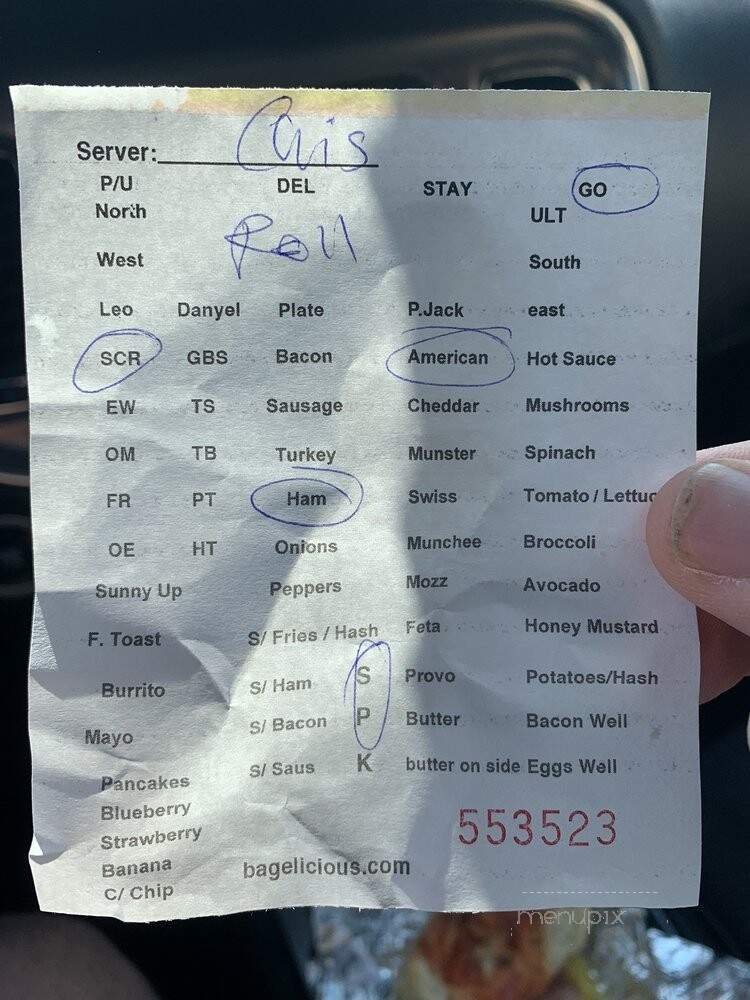 Server: Chis
P/U DEL STAY GO
North ULT
Roll
West South
Leo Danyel Plate P.Jack east
SCR GBS Bacon American Hot Sauce
EW TS Sausage Cheddar Mushrooms
OM TB Turkey Munster Spinach
FR PT Ham Swiss Tomato / Lettuc
OE HT Onions Munchee Broccoli
Sunny Up Peppers Mozz Avocado
F. Toast S/ Fries / Hash Feta Honey Mustard
Burrito S/ Ham S Provo Potatoes/Hash
Mayo S/ Bacon P Butter Bacon Well
Pancakes S/ Saus K butter on side Eggs Well
Blueberry
Strawberry 553523
Banana bagelicious.com
C/ Chip
menupix